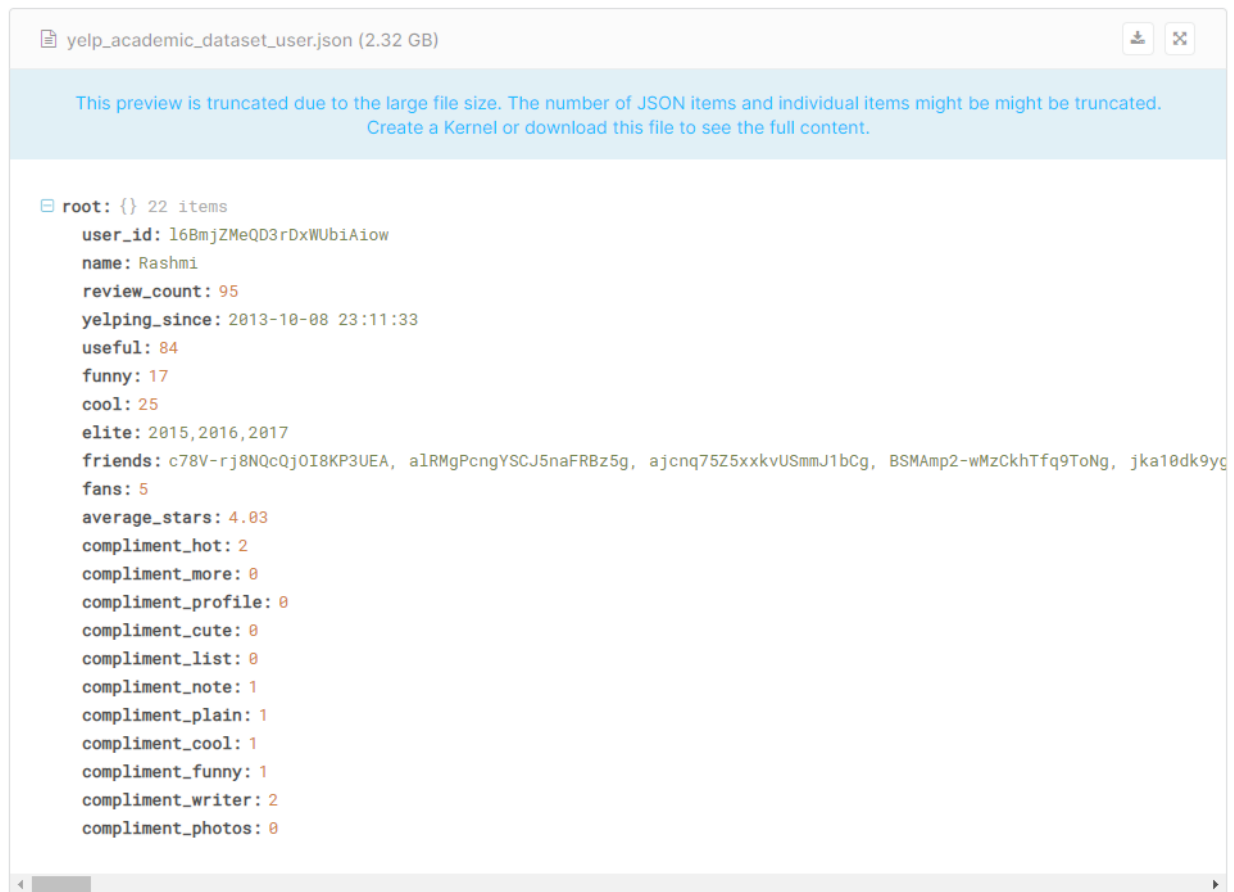 yelp_academic_dataset_user.json (2.32 GB)
This preview is truncated due to the large file size. The number of JSON items and individual items might be might be truncated.
Create a Kernel or download this file to see the full content.
root: {} 22 items
user_id: l6BmjZMeQD3rDxWUbiAiow
name: Rashmi
review_count: 95
yelping_since: 2013-10-08 23:11:33
useful: 84
funny: 17
cool: 25
elite: 2015,2016,2017
friends: c78V-rj8NQcQjOI8KP3UEA, alRMgPcngYSCJ5naFRBz5g, ajcnq75Z5xxkvUSmmJ1bCg, BSMAmp2-wMzCkhTfq9ToNg, jka10dk9yg
fans: 5
average_stars: 4.03
compliment_hot: 2
compliment_more: 0
compliment_profile: 0
compliment_cute: 0
compliment_list: 0
compliment_note: 1
compliment_plain: 1
compliment_cool: 1
compliment_funny: 1
compliment_writer: 2
compliment_photos: 0